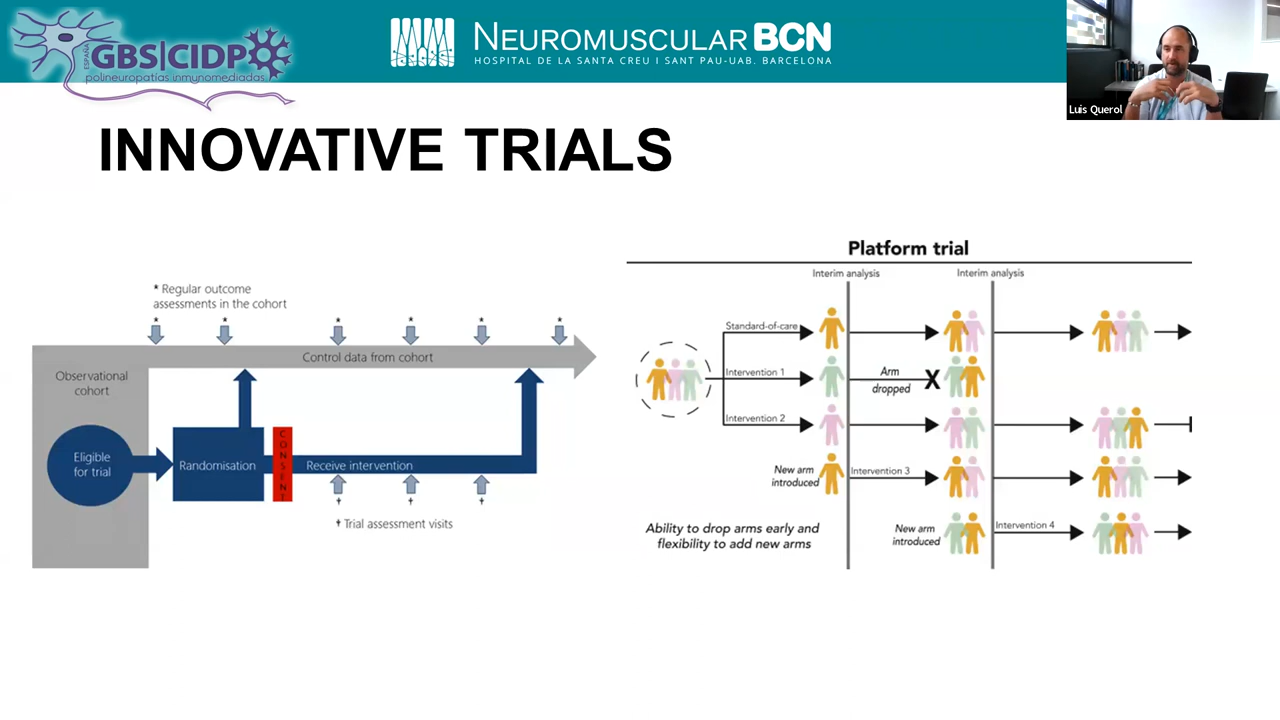 ESPAÑA
GBS|CIDP
polineuropatías inmunomediadas
NEUROMUSCULARBCN
HOSPITAL DE LA SANTA CREU I SANT PAU-UAB. BARCELONA
Luis Querol
INNOVATIVE TRIALS
* Regular outcome
assessments in the cohort
* * * * * *
Control data from cohort
Observational
cohort
Eligible
for trial
Randomisation
CONSENT
Receive intervention
† † †
† Trial assessment visits
Platform trial
Interim analysis
Interim analysis
Standard-of-care
Intervention 1
Arm
dropped
X
Intervention 2
New arm
introduced
Intervention 3
New arm
introduced
Intervention 4
Ability to drop arms early and
flexibility to add new arms